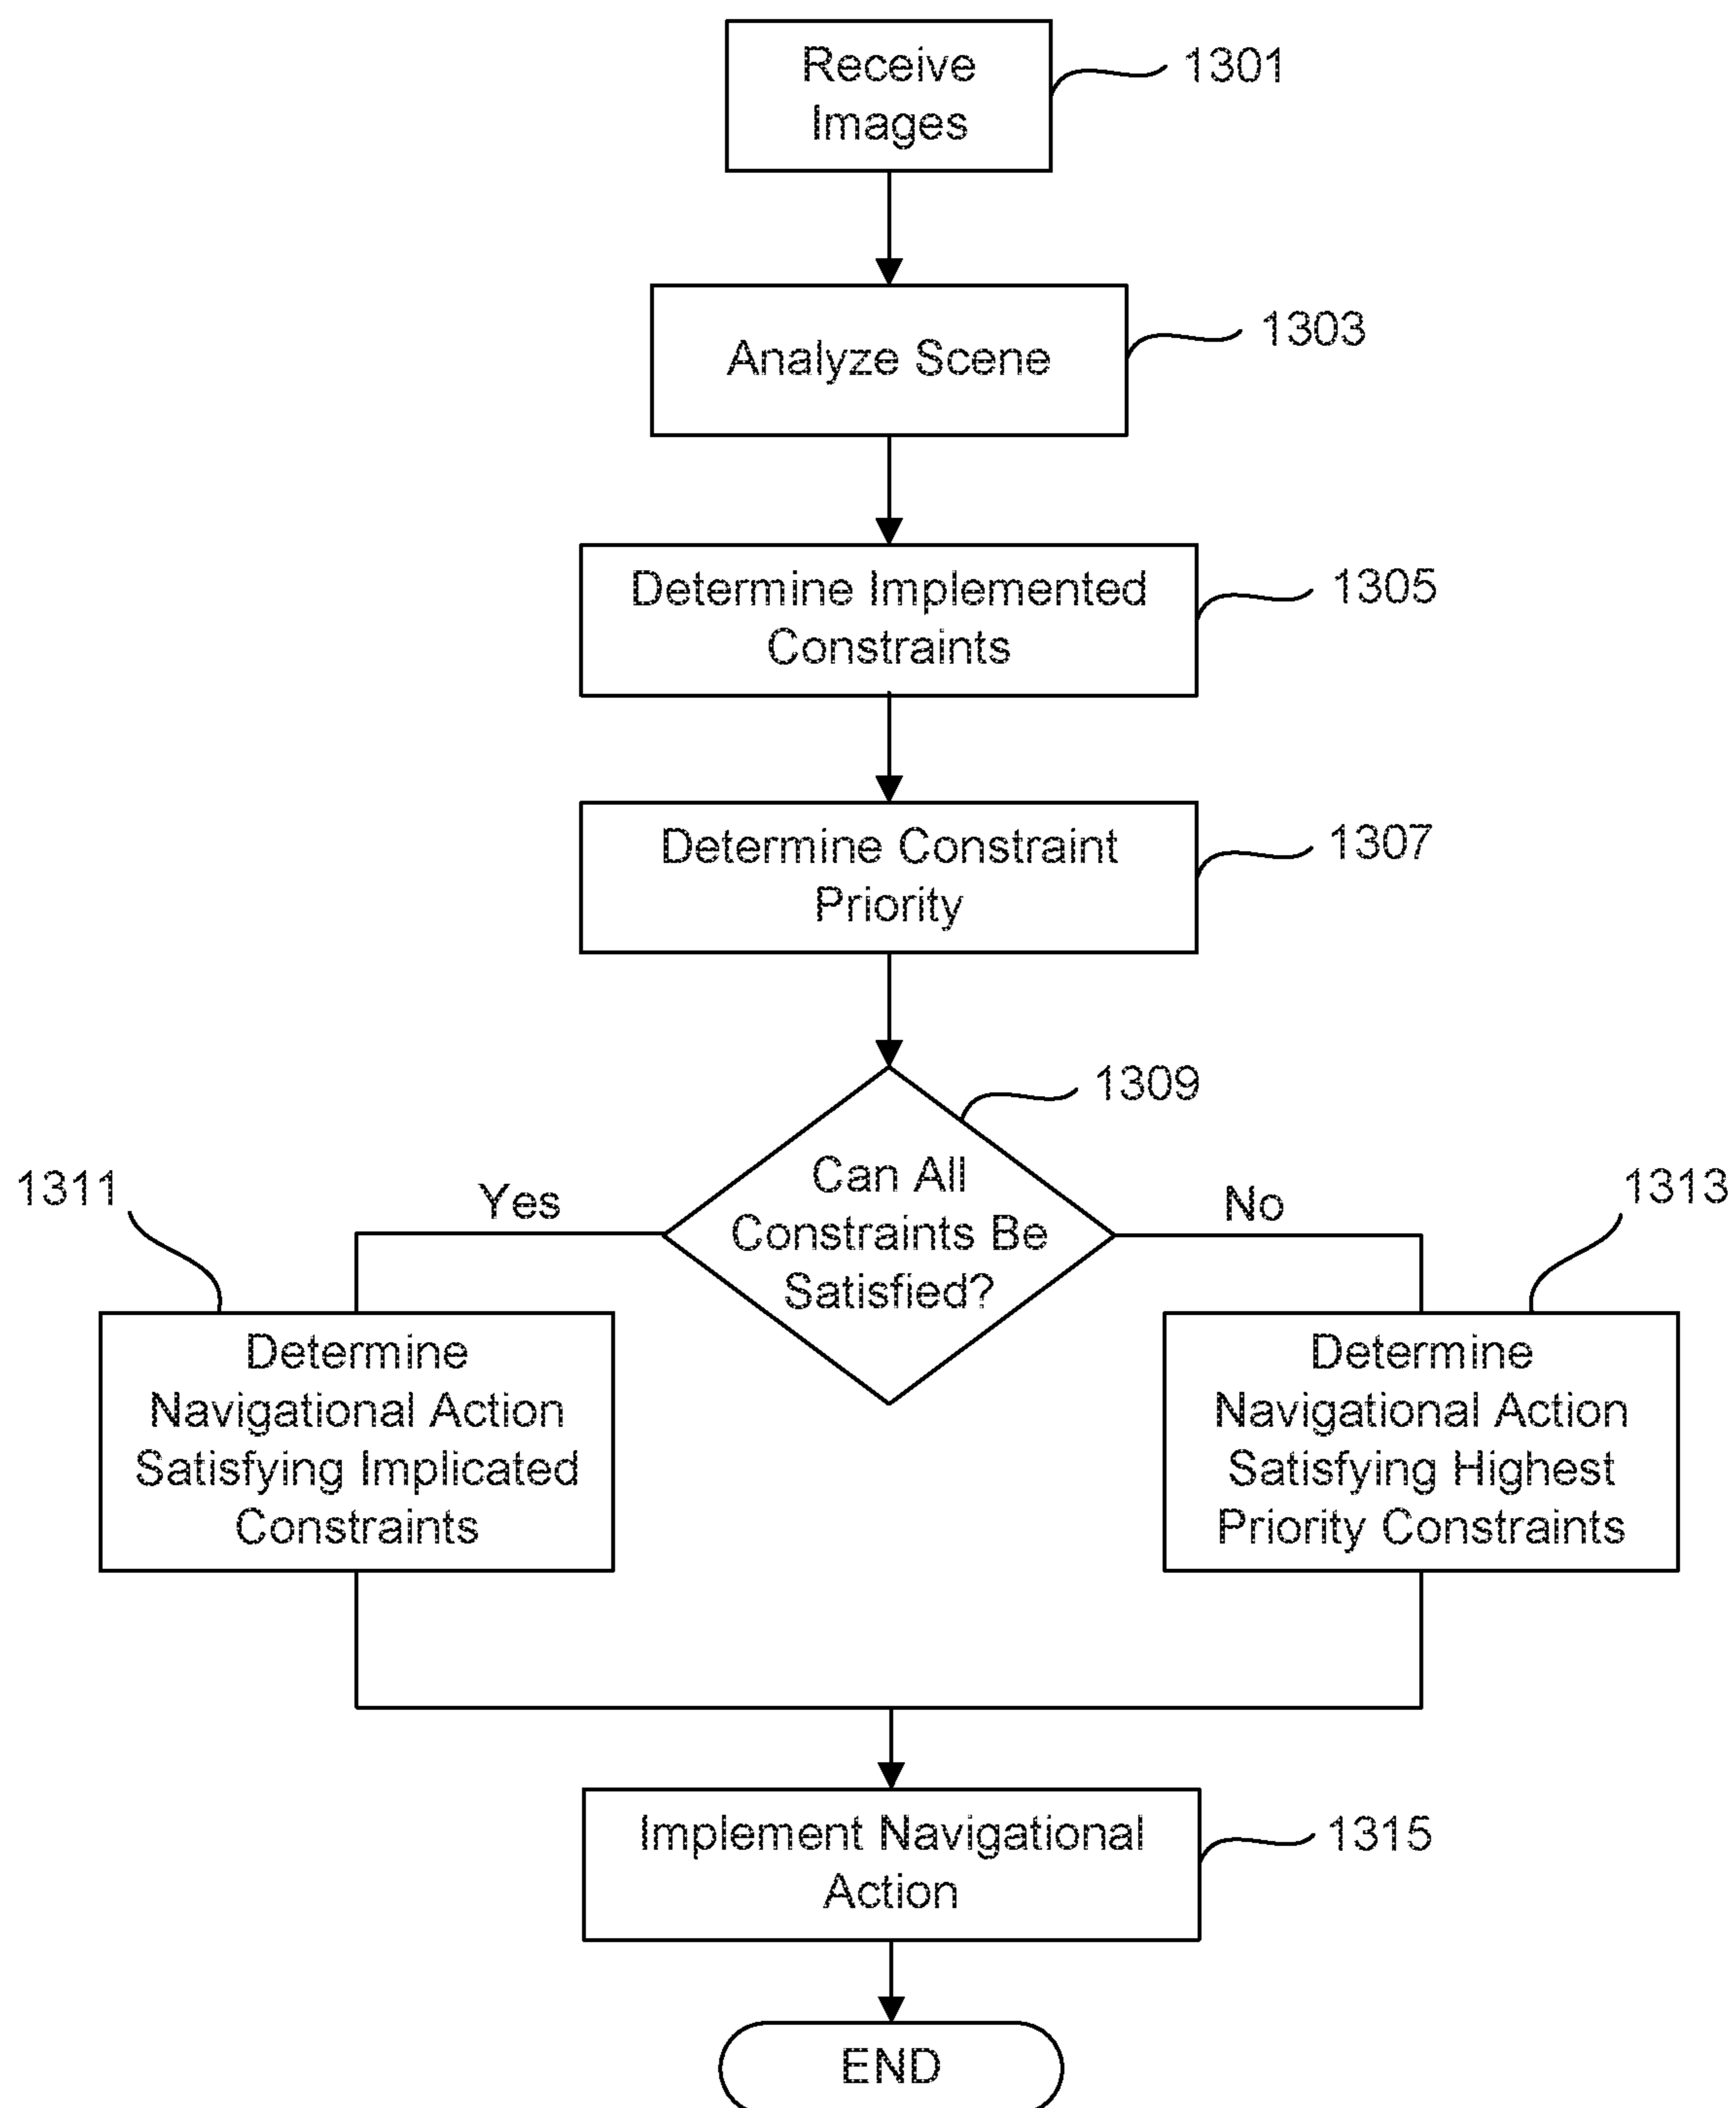 Receive
Images
1301
Analyze Scene
1303
Determine Implemented
Constraints
1305
Determine Constraint
Priority
1307
Can All
Constraints Be
Satisfied?
1309
Yes
No
1311
Determine
Navigational Action
Satisfying Implicated
Constraints
1313
Determine
Navigational Action
Satisfying Highest
Priority Constraints
Implement Navigational
Action
1315
END